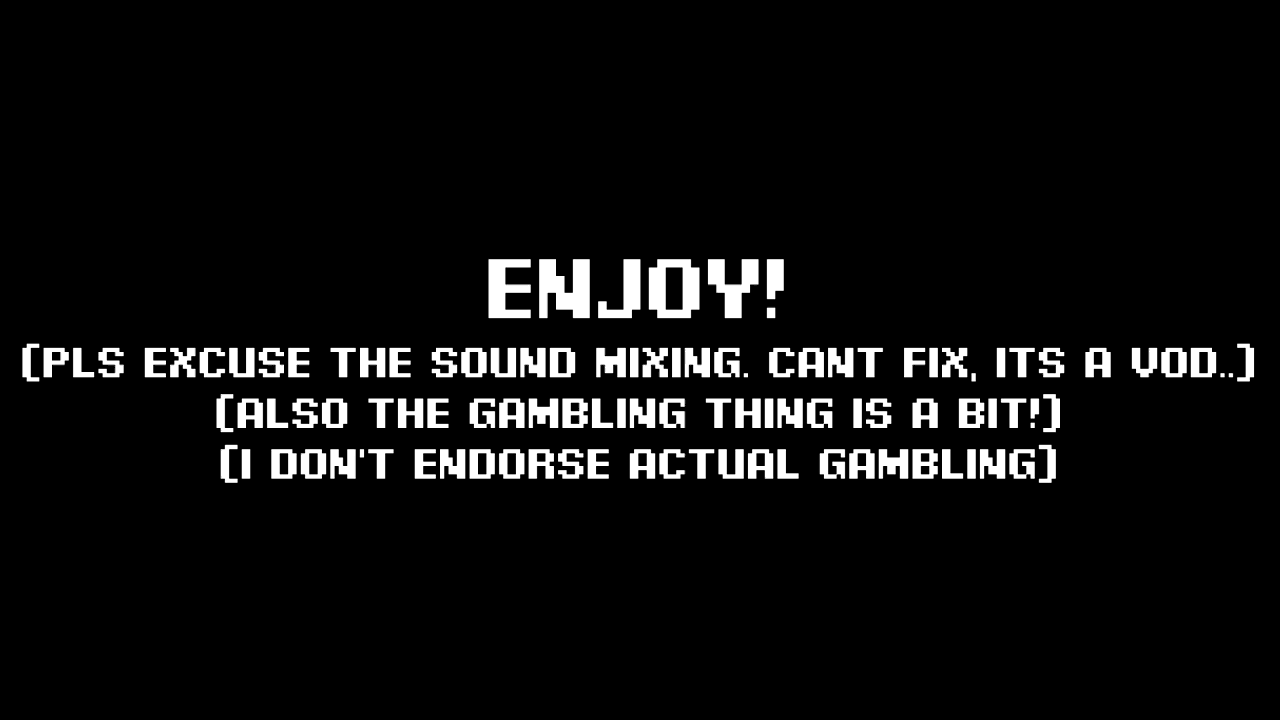 ENJOY!
(PLS EXCUSE THE SOUND MIXING. CANT FIX, ITS A VOD..)
(ALSO THE GAMBLING THING IS A BIT!)
(I DON'T ENDORSE ACTUAL GAMBLING)